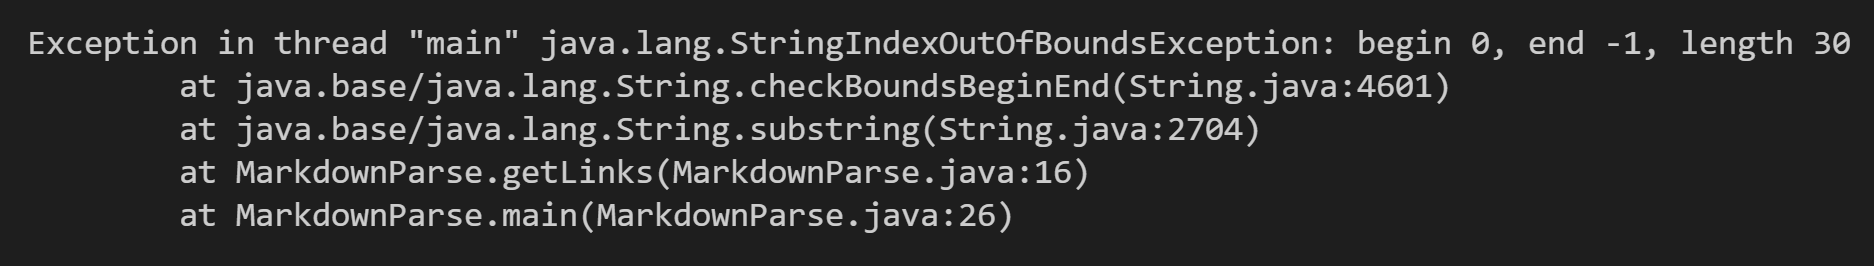 Exception in thread "main" java.lang.StringIndexOutOfBoundsException: begin 0, end -1, length 30
at java.base/java.lang.String.checkBoundsBeginEnd(String.java:4601)
at java.base/java.lang.String.substring(String.java:2704)
at MarkdownParse.getLinks(MarkdownParse.java:16)
at MarkdownParse.main(MarkdownParse.java:26)